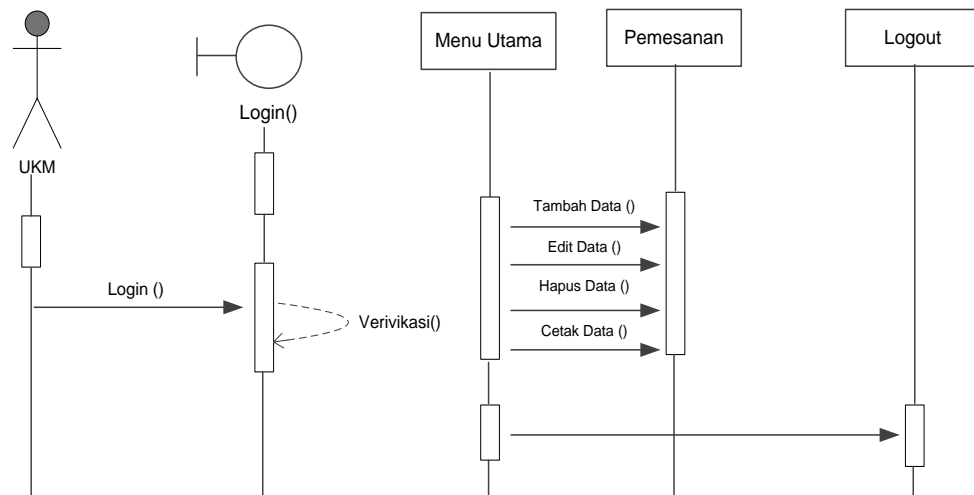 Menu Utama
Pemesanan
Logout
Login()
UKM
Tambah Data ()
Edit Data ()
Hapus Data ()
Login ()
Verivikasi()
Cetak Data ()